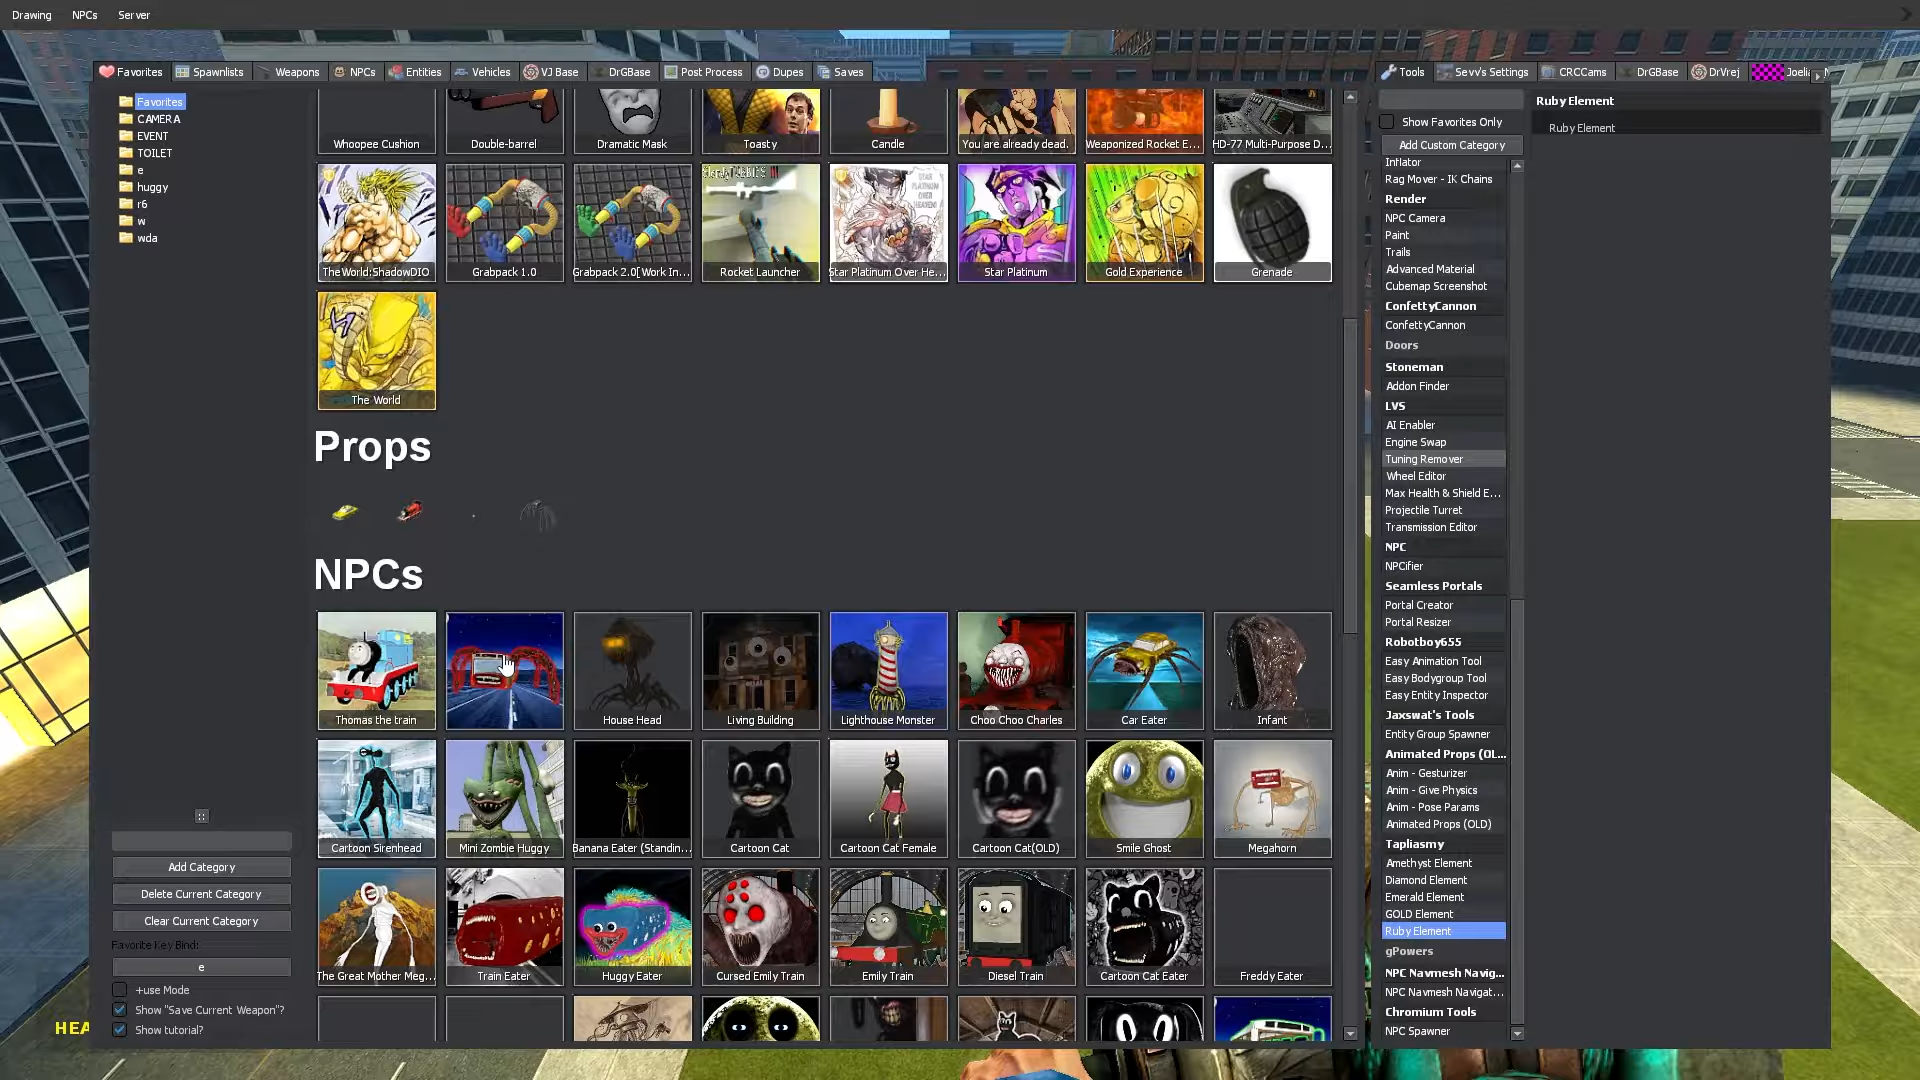 Drawing NPCs Server
Favorites Spawnlists Weapons NPCs Entities Vehicles VJ Base DrGBase Post Process Dupes Saves
Tools Sevv's Settings CRCCams DrGBase DrVrej
Favorites
CAMERA
EVENT
TOILET
e
huggy
r6
w
wda
Whoopee Cushion Double-barrel Dramatic Mask Toasty Candle You are already dead. Weaponized Rocket E... HD-77 Multi-Purpose D...
TheWorld:ShadowDIO Grabpack 1.0 Grabpack 2.0[Work In... Rocket Launcher Star Platinum Over He... Star Platinum Gold Experience Grenade
The World
Props
NPCs
Thomas the train House Head Living Building Lighthouse Monster Choo Choo Charles Car Eater Infant
Cartoon Sirenhead Mini Zombie Huggy Banana Eater (Standin... Cartoon Cat Cartoon Cat Female Cartoon Cat(OLD) Smile Ghost Megahorn
The Great Mother Meg... Train Eater Huggy Eater Cursed Emily Train Emily Train Diesel Train Cartoon Cat Eater Freddy Eater
Add Category
Delete Current Category
Clear Current Category
Favorite Key Bind:
e
+use Mode
Show "Save Current Weapon"?
Show tutorial?
HEA
Show Favorites Only
Add Custom Category
Inflator
Rag Mover - IK Chains
Render
NPC Camera
Paint
Trails
Advanced Material
Cubemap Screenshot
ConfettyCannon
ConfettyCannon
Doors
Stoneman
Addon Finder
LVS
AI Enabler
Engine Swap
Tuning Remover
Wheel Editor
Max Health & Shield E...
Projectile Turret
Transmission Editor
NPC
NPCifier
Seamless Portals
Portal Creator
Portal Resizer
Robotboy655
Easy Animation Tool
Easy Bodygroup Tool
Easy Entity Inspector
Jaxswat's Tools
Entity Group Spawner
Animated Props (OL...
Anim - Gesturizer
Anim - Give Physics
Anim - Pose Params
Animated Props (OLD)
Tapliasmy
Amethyst Element
Diamond Element
Emerald Element
GOLD Element
Ruby Element
gPowers
NPC Navmesh Navig...
NPC Navmesh Navigat...
Chromium Tools
NPC Spawner
Ruby Element
Ruby Element